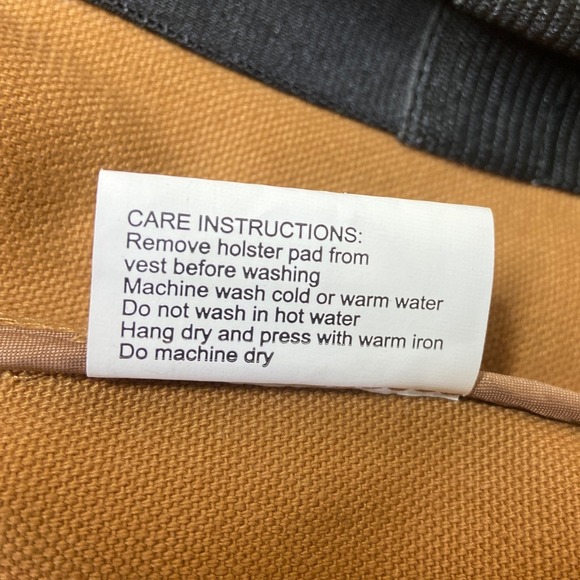 CARE INSTRUCTIONS:
Remove holster pad from
vest before washing
Machine wash cold or warm water
Do not wash in hot water
Hang dry and press with warm iron
Do machine dry